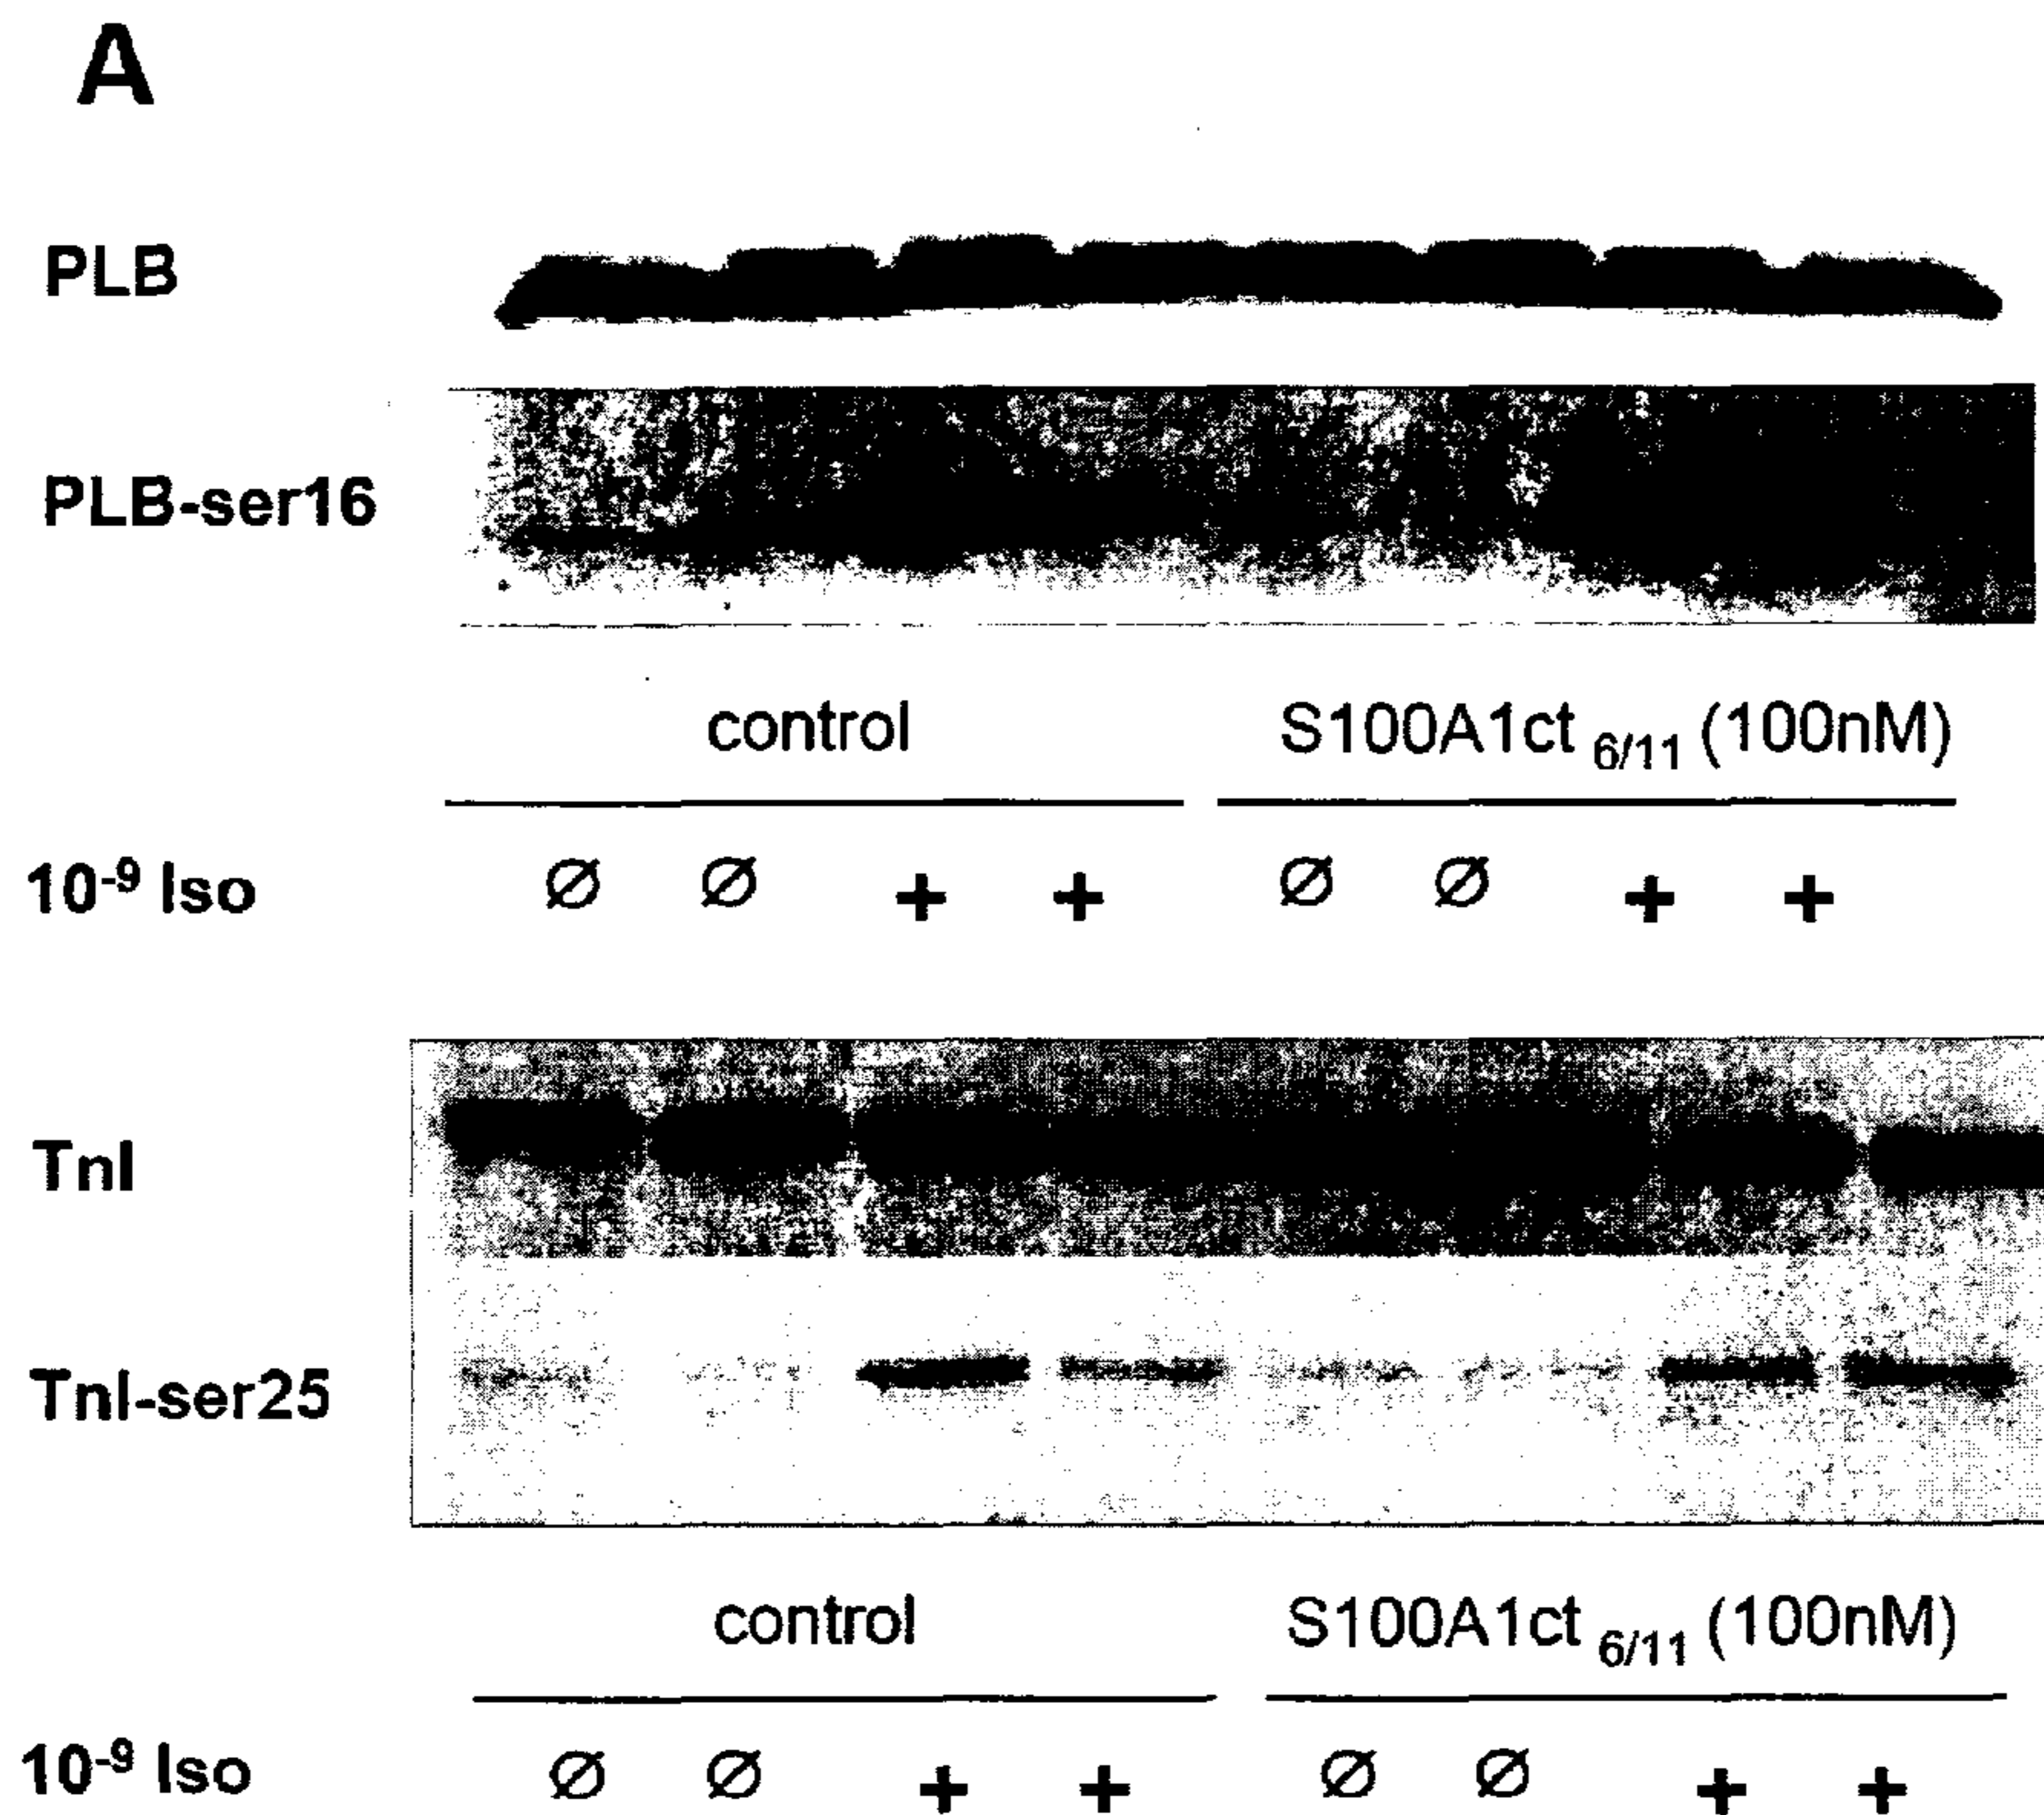 A
PLB
PLB-ser16
control S100A1ct 6/11 (100nM)
10-9 Iso Ø Ø + + Ø Ø + +
TnI
TnI-ser25
control S100A1ct 6/11 (100nM)
10-9 Iso Ø Ø + + Ø Ø + +